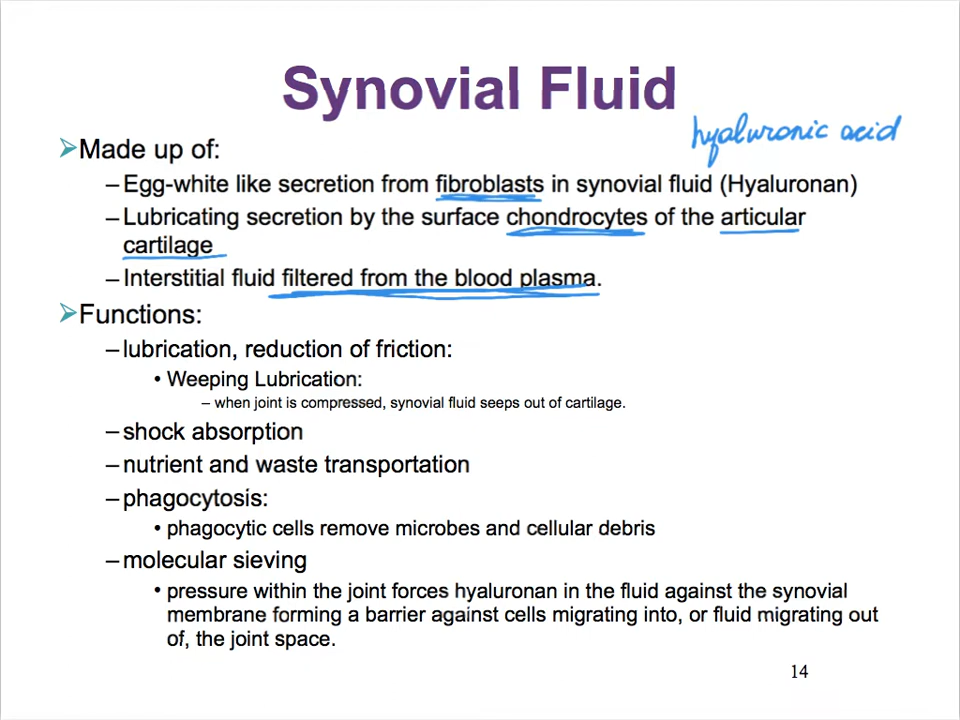 Synovial Fluid
hyaluronic acid
➢Made up of:
–Egg-white like secretion from fibroblasts in synovial fluid (Hyaluronan)
–Lubricating secretion by the surface chondrocytes of the articular
cartilage
–Interstitial fluid filtered from the blood plasma.
➢Functions:
–lubrication, reduction of friction:
• Weeping Lubrication:
– when joint is compressed, synovial fluid seeps out of cartilage.
–shock absorption
–nutrient and waste transportation
–phagocytosis:
• phagocytic cells remove microbes and cellular debris
–molecular sieving
• pressure within the joint forces hyaluronan in the fluid against the synovial
membrane forming a barrier against cells migrating into, or fluid migrating out
of, the joint space.
14